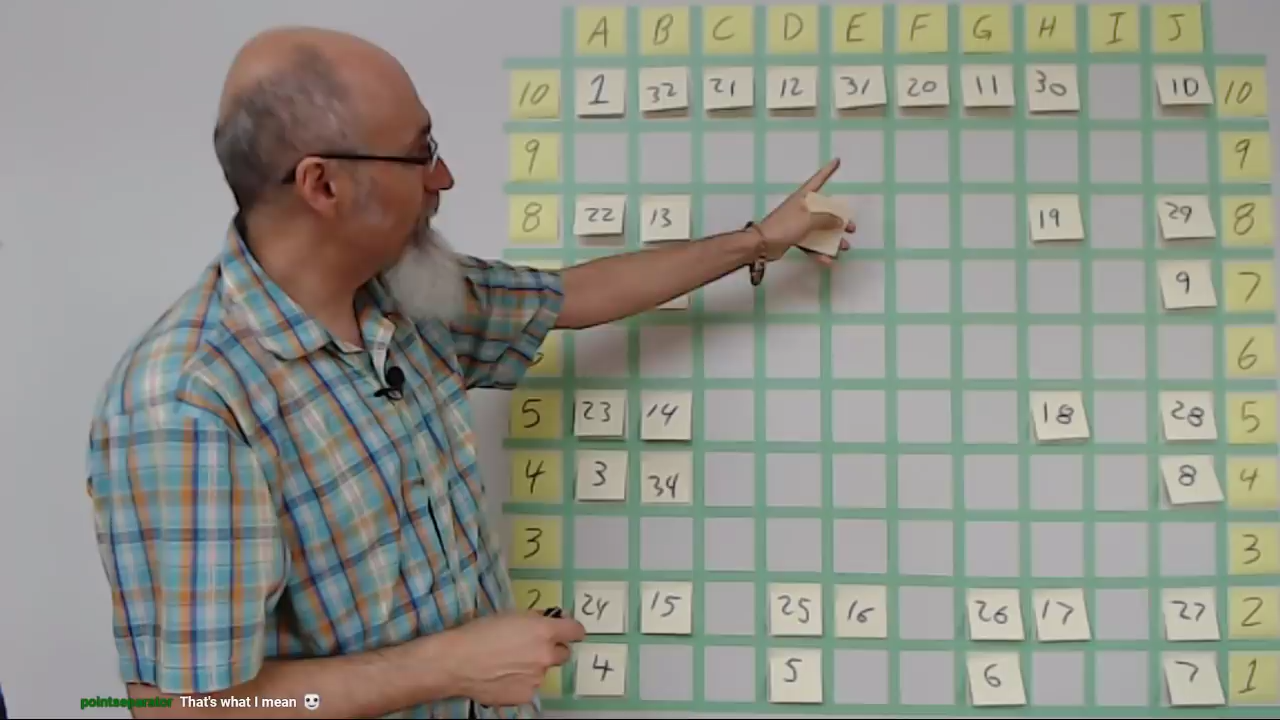 A B C D E F G H I J
10 1 32 21 12 31 20 11 30 10 10
9 9
8 22 13 19 29 8
9 7
6
5 23 14 18 28 5
4 3 34 8 4
3 3
2 24 15 25 16 26 17 27 2
4 5 6 7 1
pointseparator That's what I mean